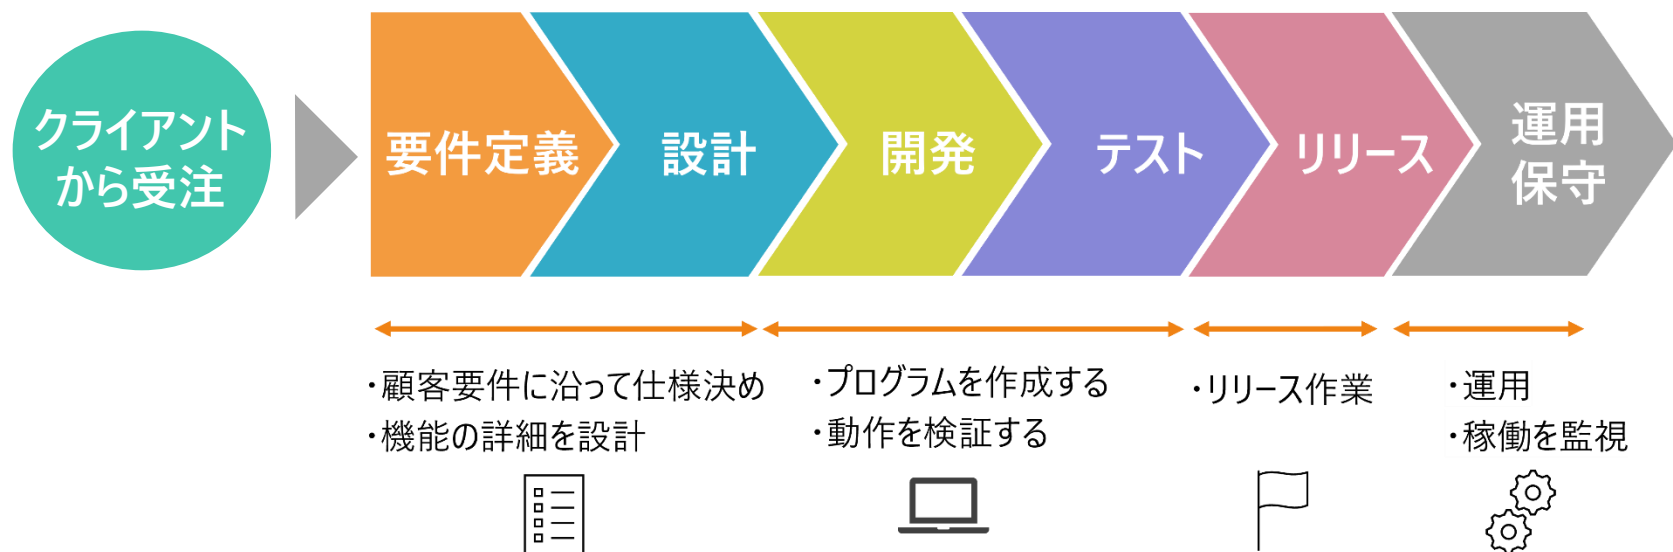 クライアント
から受注
要件定義
設計
開発
テスト
リリース
運用
保守
・顧客要件に沿って仕様決め
・機能の詳細を設計
・プログラムを作成する
・動作を検証する
・リリース作業
・運用
・稼働を監視